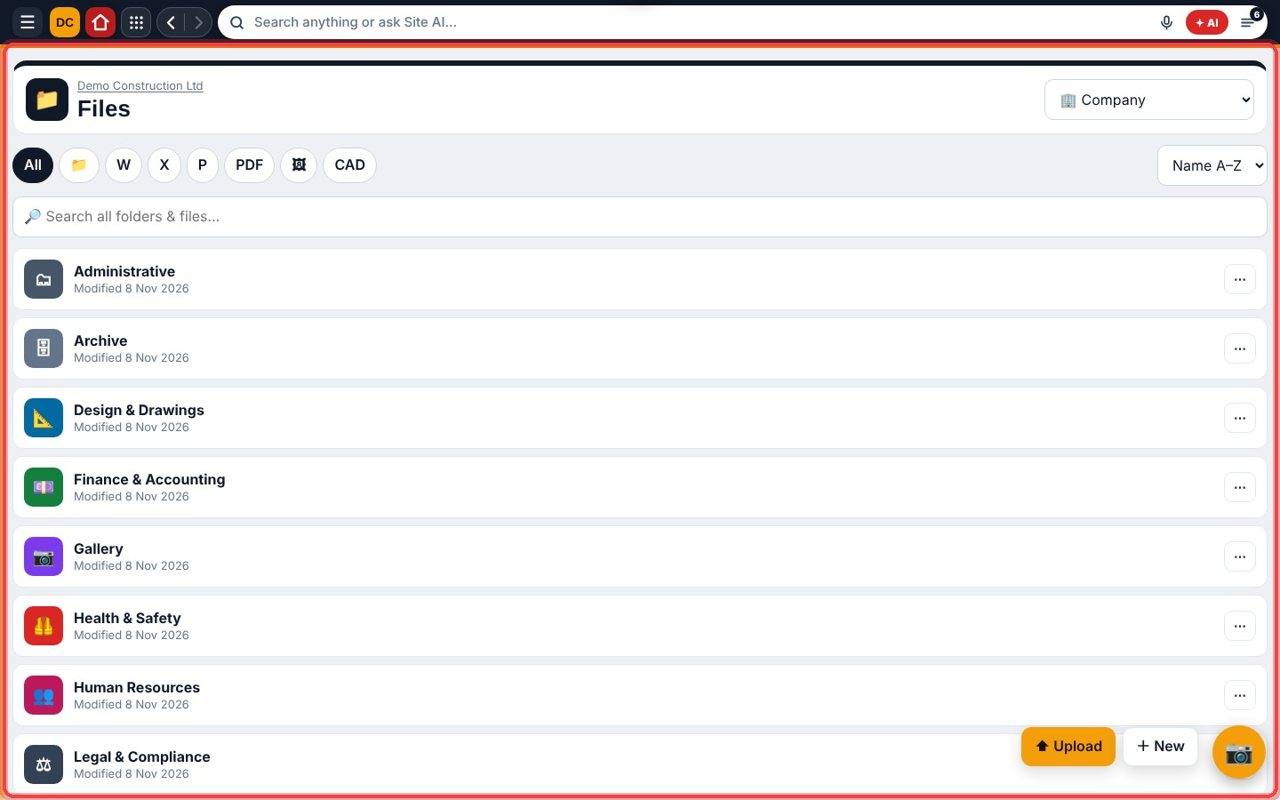 DC
Search anything or ask Site AI...
AI
6
Demo Construction Ltd
Files
Company
All
W
X
P
PDF
CAD
Name A–Z
Search all folders & files...
Administrative
Modified 8 Nov 2026
Archive
Modified 8 Nov 2026
Design & Drawings
Modified 8 Nov 2026
Finance & Accounting
Modified 8 Nov 2026
Gallery
Modified 8 Nov 2026
Health & Safety
Modified 8 Nov 2026
Human Resources
Modified 8 Nov 2026
Legal & Compliance
Modified 8 Nov 2026
Upload
+ New